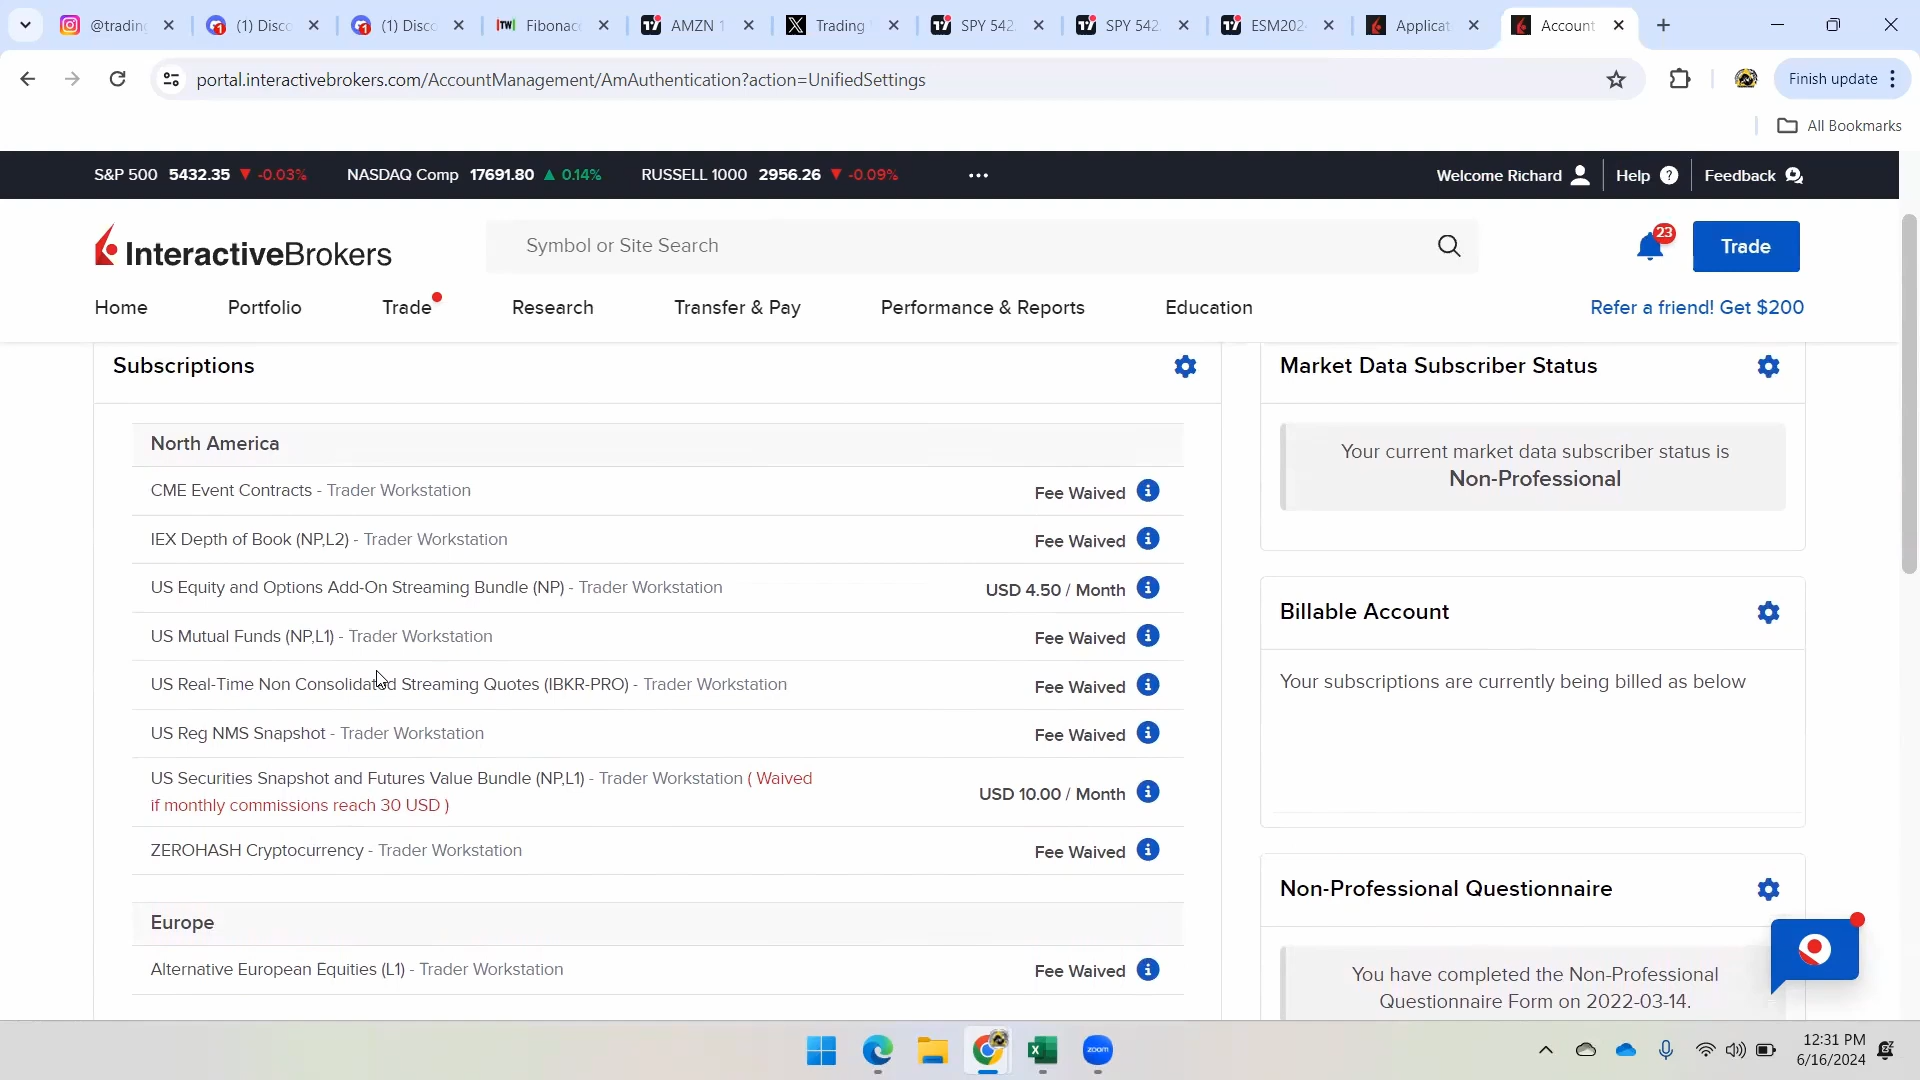 @trading
(1) Disco
(1) Disco
Fibonac
AMZN 1
Trading
SPY 542.
SPY 542
ESM202
Applicat
Account
portal.interactivebrokers.com/AccountManagement/AmAuthentication?action=UnifiedSettings
Finish update
All Bookmarks
S&P 500 5432.35 ▼ -0.03% NASDAQ Comp 17691.80 ▲ 0.14% RUSSELL 1000 2956.26 ▼ -0.09% •••
Welcome Richard
Help ?
Feedback
InteractiveBrokers
Symbol or Site Search
23
Trade
Home Portfolio Trade Research Transfer & Pay Performance & Reports Education
Refer a friend! Get $200
Subscriptions
North America
CME Event Contracts - Trader Workstation Fee Waived i
IEX Depth of Book (NP,L2) - Trader Workstation Fee Waived i
US Equity and Options Add-On Streaming Bundle (NP) - Trader Workstation USD 4.50 / Month i
US Mutual Funds (NP,L1) - Trader Workstation Fee Waived i
US Real-Time Non Consolidated Streaming Quotes (IBKR-PRO) - Trader Workstation Fee Waived i
US Reg NMS Snapshot - Trader Workstation Fee Waived i
US Securities Snapshot and Futures Value Bundle (NP,L1) - Trader Workstation ( Waived
if monthly commissions reach 30 USD )
USD 10.00 / Month i
ZEROHASH Cryptocurrency - Trader Workstation Fee Waived i
Europe
Alternative European Equities (L1) - Trader Workstation Fee Waived i
Market Data Subscriber Status
Your current market data subscriber status is
Non-Professional
Billable Account
Your subscriptions are currently being billed as below
Non-Professional Questionnaire
You have completed the Non-Professional
Questionnaire Form on 2022-03-14.
zoom
12:31 PM
6/16/2024